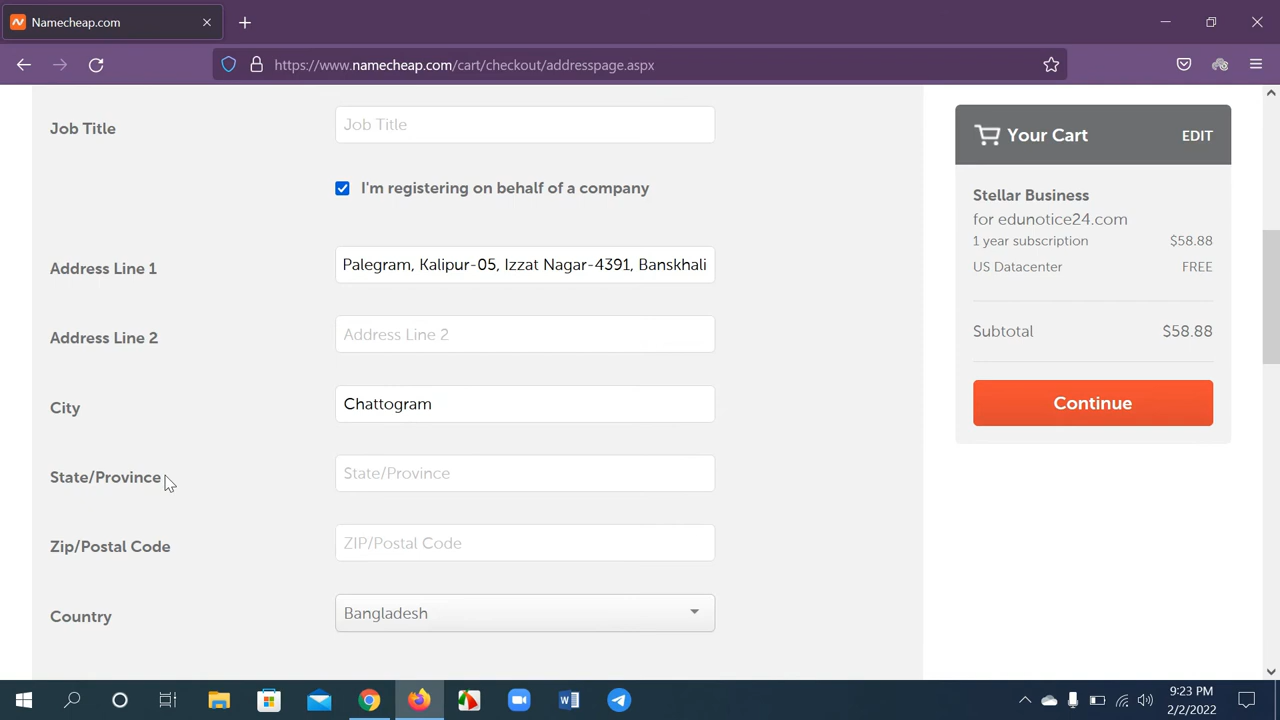 Namecheap.com
https://www.namecheap.com/cart/checkout/addresspage.aspx
Job Title
Job Title
I'm registering on behalf of a company
Address Line 1
Palegram, Kalipur-05, Izzat Nagar-4391, Banskhali
Address Line 2
Address Line 2
City
Chattogram
State/Province
State/Province
Zip/Postal Code
ZIP/Postal Code
Country
Bangladesh
Your Cart
EDIT
Stellar Business
for edunotice24.com
1 year subscription $58.88
US Datacenter FREE
Subtotal $58.88
Continue
9:23 PM
2/2/2022